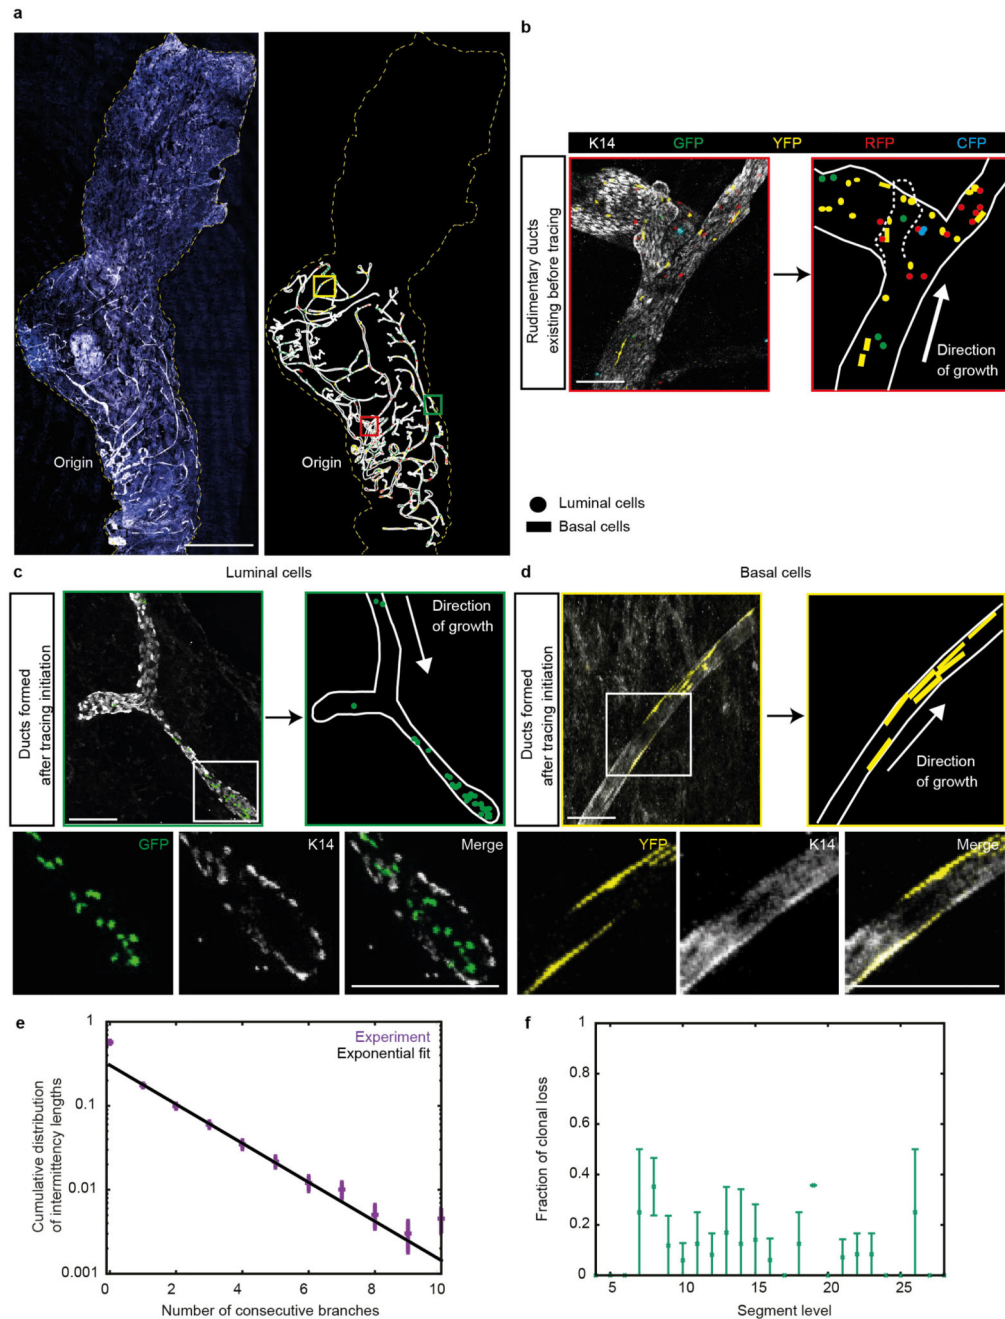 a
Origin
Origin
b
K14 GFP YFP RFP CFP
Rudimentary ducts
existing before tracing
Direction
of growth
Luminal cells
Basal cells
c
Luminal cells
Ducts formed
after tracing initiation
Direction
of growth
GFP
K14
Merge
d
Basal cells
Ducts formed
after tracing initiation
Direction
of growth
YFP
K14
Merge
e
Experiment
Exponential fit
Cumulative distribution
of intermittency lengths
1
0.1
0.01
0.001
0 2 4 6 8 10
Number of consecutive branches
f
Fraction of clonal loss
1
0.8
0.6
0.4
0.2
0
5 10 15 20 25
Segment level